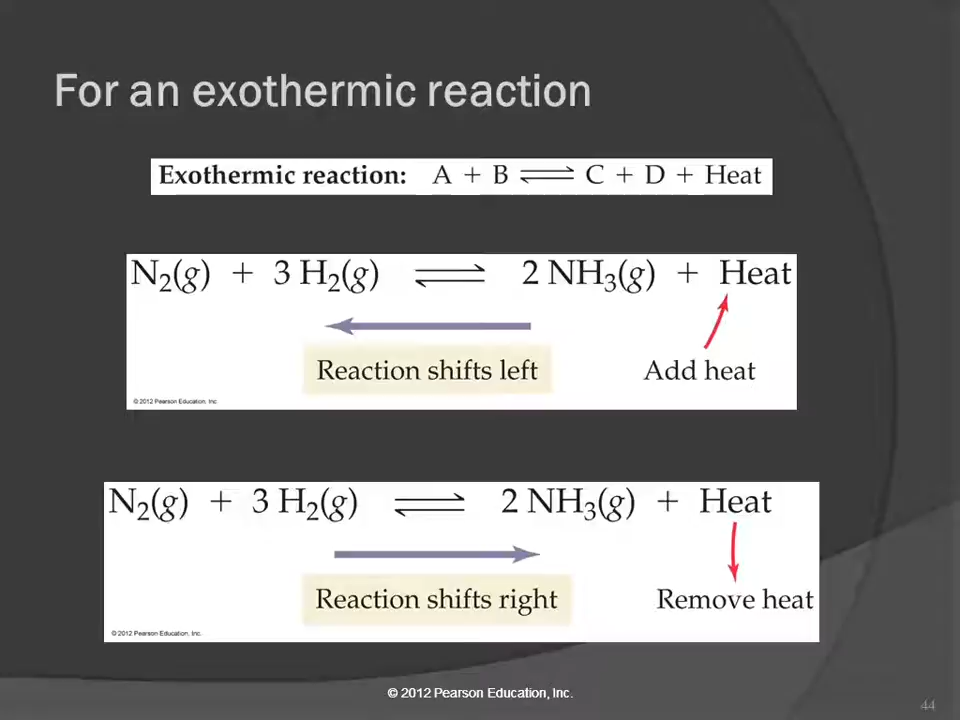 For an exothermic reaction
Exothermic reaction: A + B ⇌ C + D + Heat
N₂(g) + 3 H₂(g) ⇌ 2 NH₃(g) + Heat
Reaction shifts left Add heat
© 2012 Pearson Education, Inc.
N₂(g) + 3 H₂(g) ⇌ 2 NH₃(g) + Heat
Reaction shifts right Remove heat
© 2012 Pearson Education, Inc.
© 2012 Pearson Education, Inc.
44